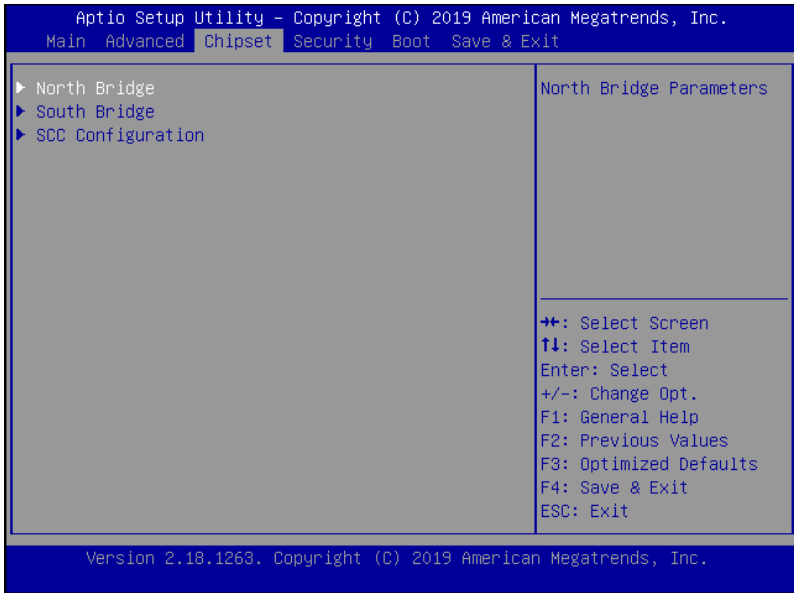 Aptio Setup Utility – Copyright (C) 2019 American Megatrends, Inc.
Main Advanced Chipset Security Boot Save & Exit
▶ North Bridge
▶ South Bridge
▶ SCC Configuration
North Bridge Parameters
→←: Select Screen
↑↓: Select Item
Enter: Select
+/-: Change Opt.
F1: General Help
F2: Previous Values
F3: Optimized Defaults
F4: Save & Exit
ESC: Exit
Version 2.18.1263. Copyright (C) 2019 American Megatrends, Inc.